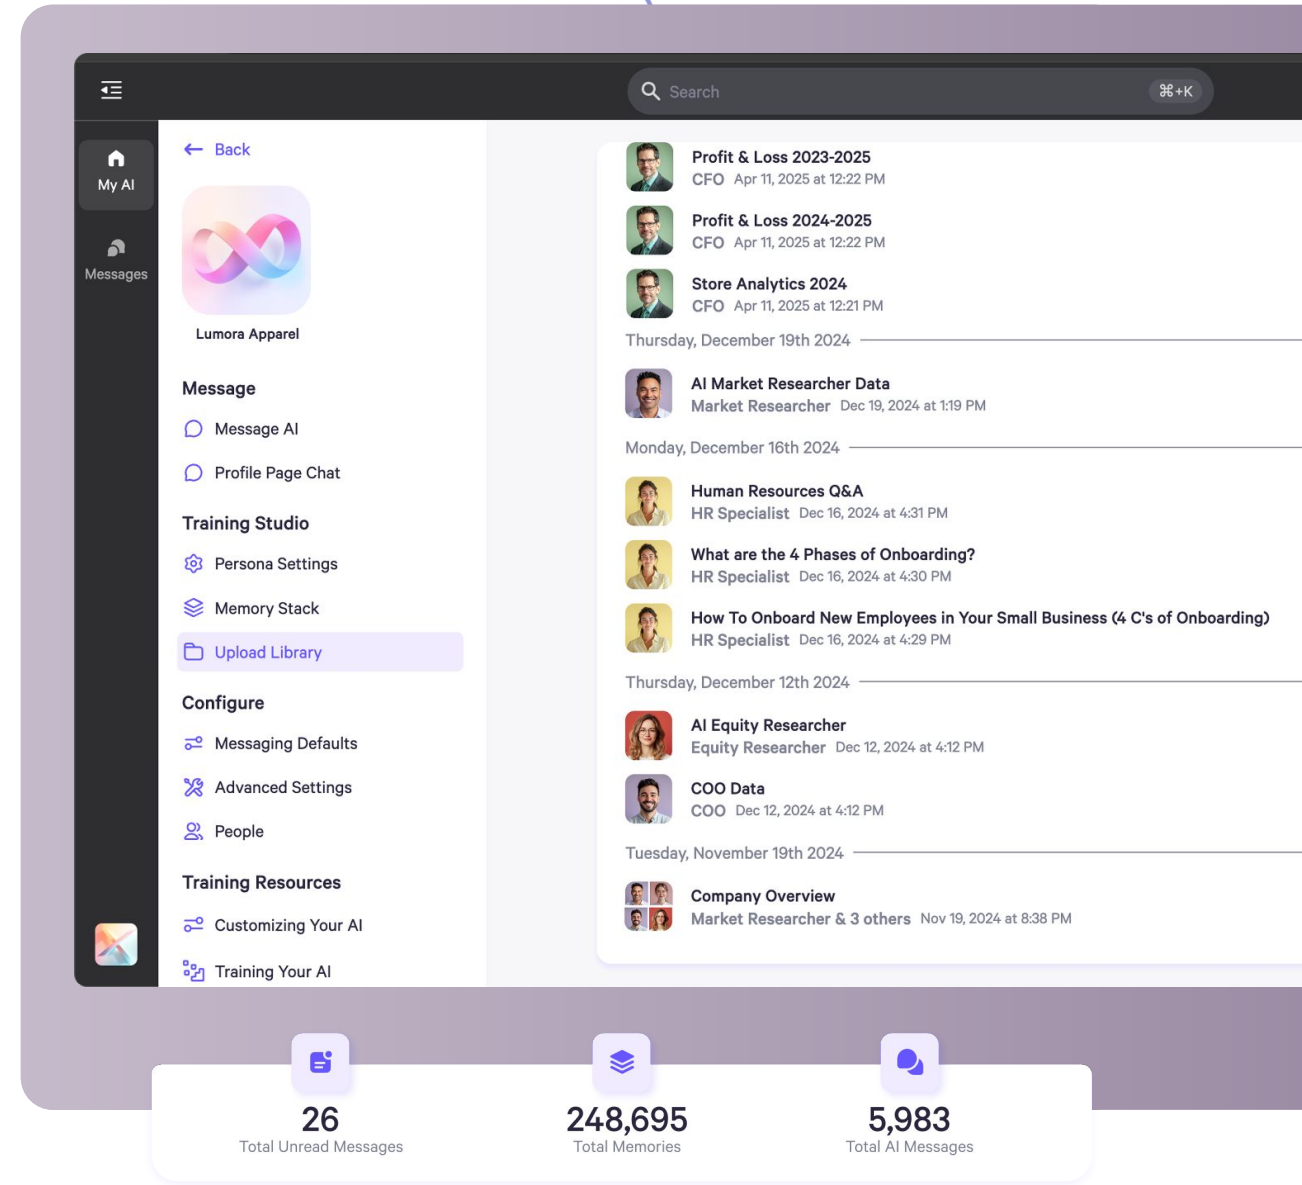 Search
⌘+K
My AI
Messages
Back
Lumora Apparel
Message
Message AI
Profile Page Chat
Training Studio
Persona Settings
Memory Stack
Upload Library
Configure
Messaging Defaults
Advanced Settings
People
Training Resources
Customizing Your AI
Training Your AI
Profit & Loss 2023-2025
CFO Apr 11, 2025 at 12:22 PM
Profit & Loss 2024-2025
CFO Apr 11, 2025 at 12:22 PM
Store Analytics 2024
CFO Apr 11, 2025 at 12:21 PM
Thursday, December 19th 2024
AI Market Researcher Data
Market Researcher Dec 19, 2024 at 1:19 PM
Monday, December 16th 2024
Human Resources Q&A
HR Specialist Dec 16, 2024 at 4:31 PM
What are the 4 Phases of Onboarding?
HR Specialist Dec 16, 2024 at 4:30 PM
How To Onboard New Employees in Your Small Business (4 C's of Onboarding)
HR Specialist Dec 16, 2024 at 4:29 PM
Thursday, December 12th 2024
AI Equity Researcher
Equity Researcher Dec 12, 2024 at 4:12 PM
COO Data
COO Dec 12, 2024 at 4:12 PM
Tuesday, November 19th 2024
Company Overview
Market Researcher & 3 others Nov 19, 2024 at 8:38 PM
26
Total Unread Messages
248,695
Total Memories
5,983
Total AI Messages